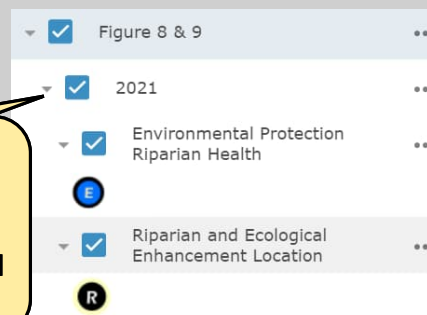 Figure 8 & 9
2021
Environmental Protection
Riparian Health
E
Riparian and Ecological
Enhancement Location
R